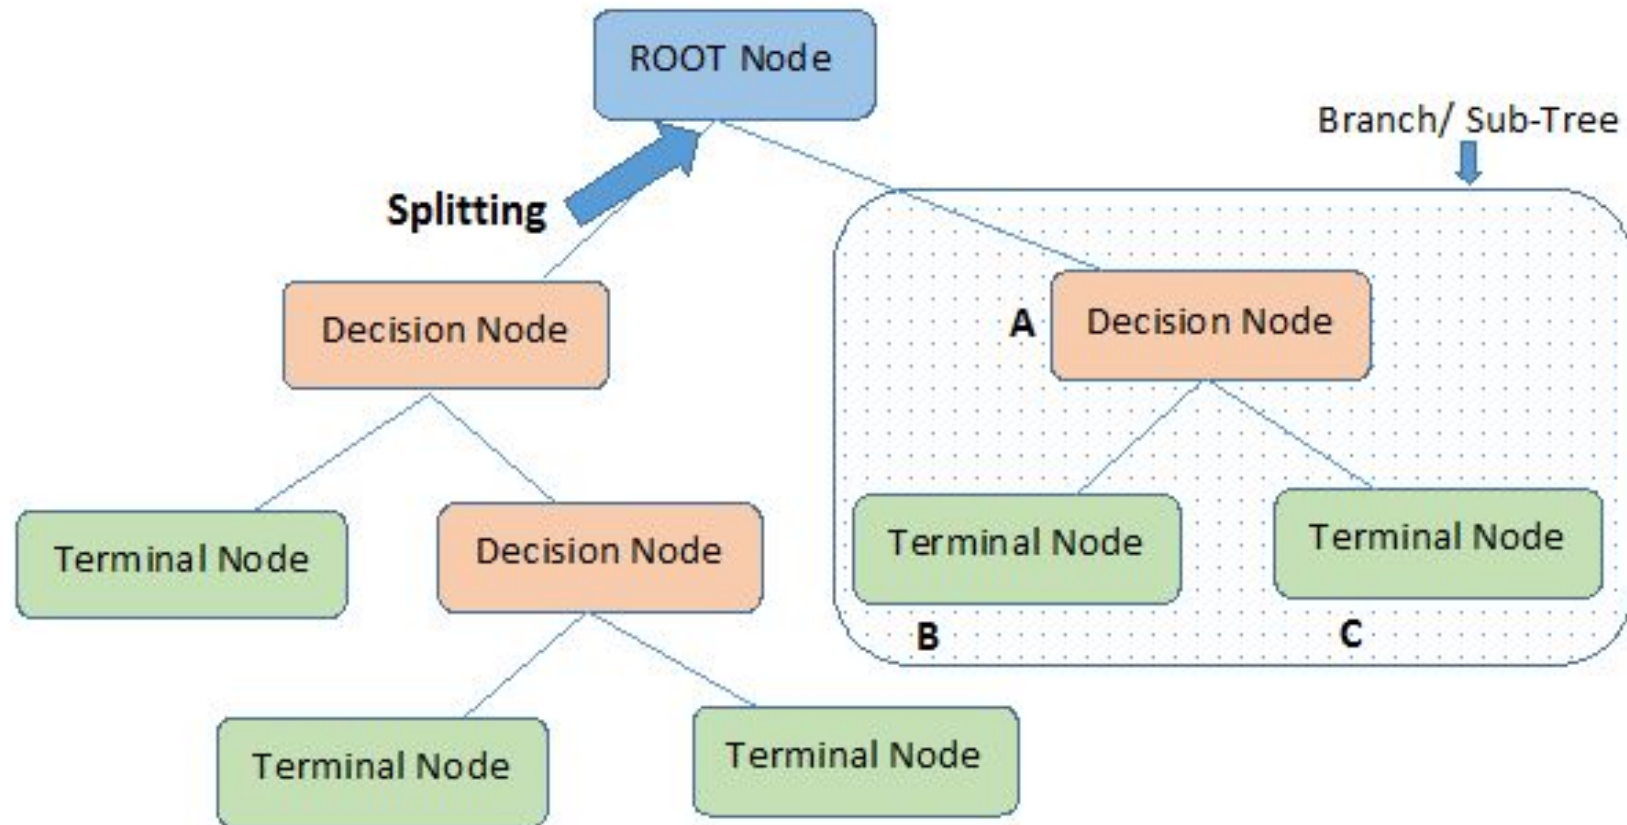 ROOT Node
Branch/ Sub-Tree
Splitting
Decision Node
A
Decision Node
Terminal Node
Decision Node
Terminal Node
Terminal Node
B
C
Terminal Node
Terminal Node